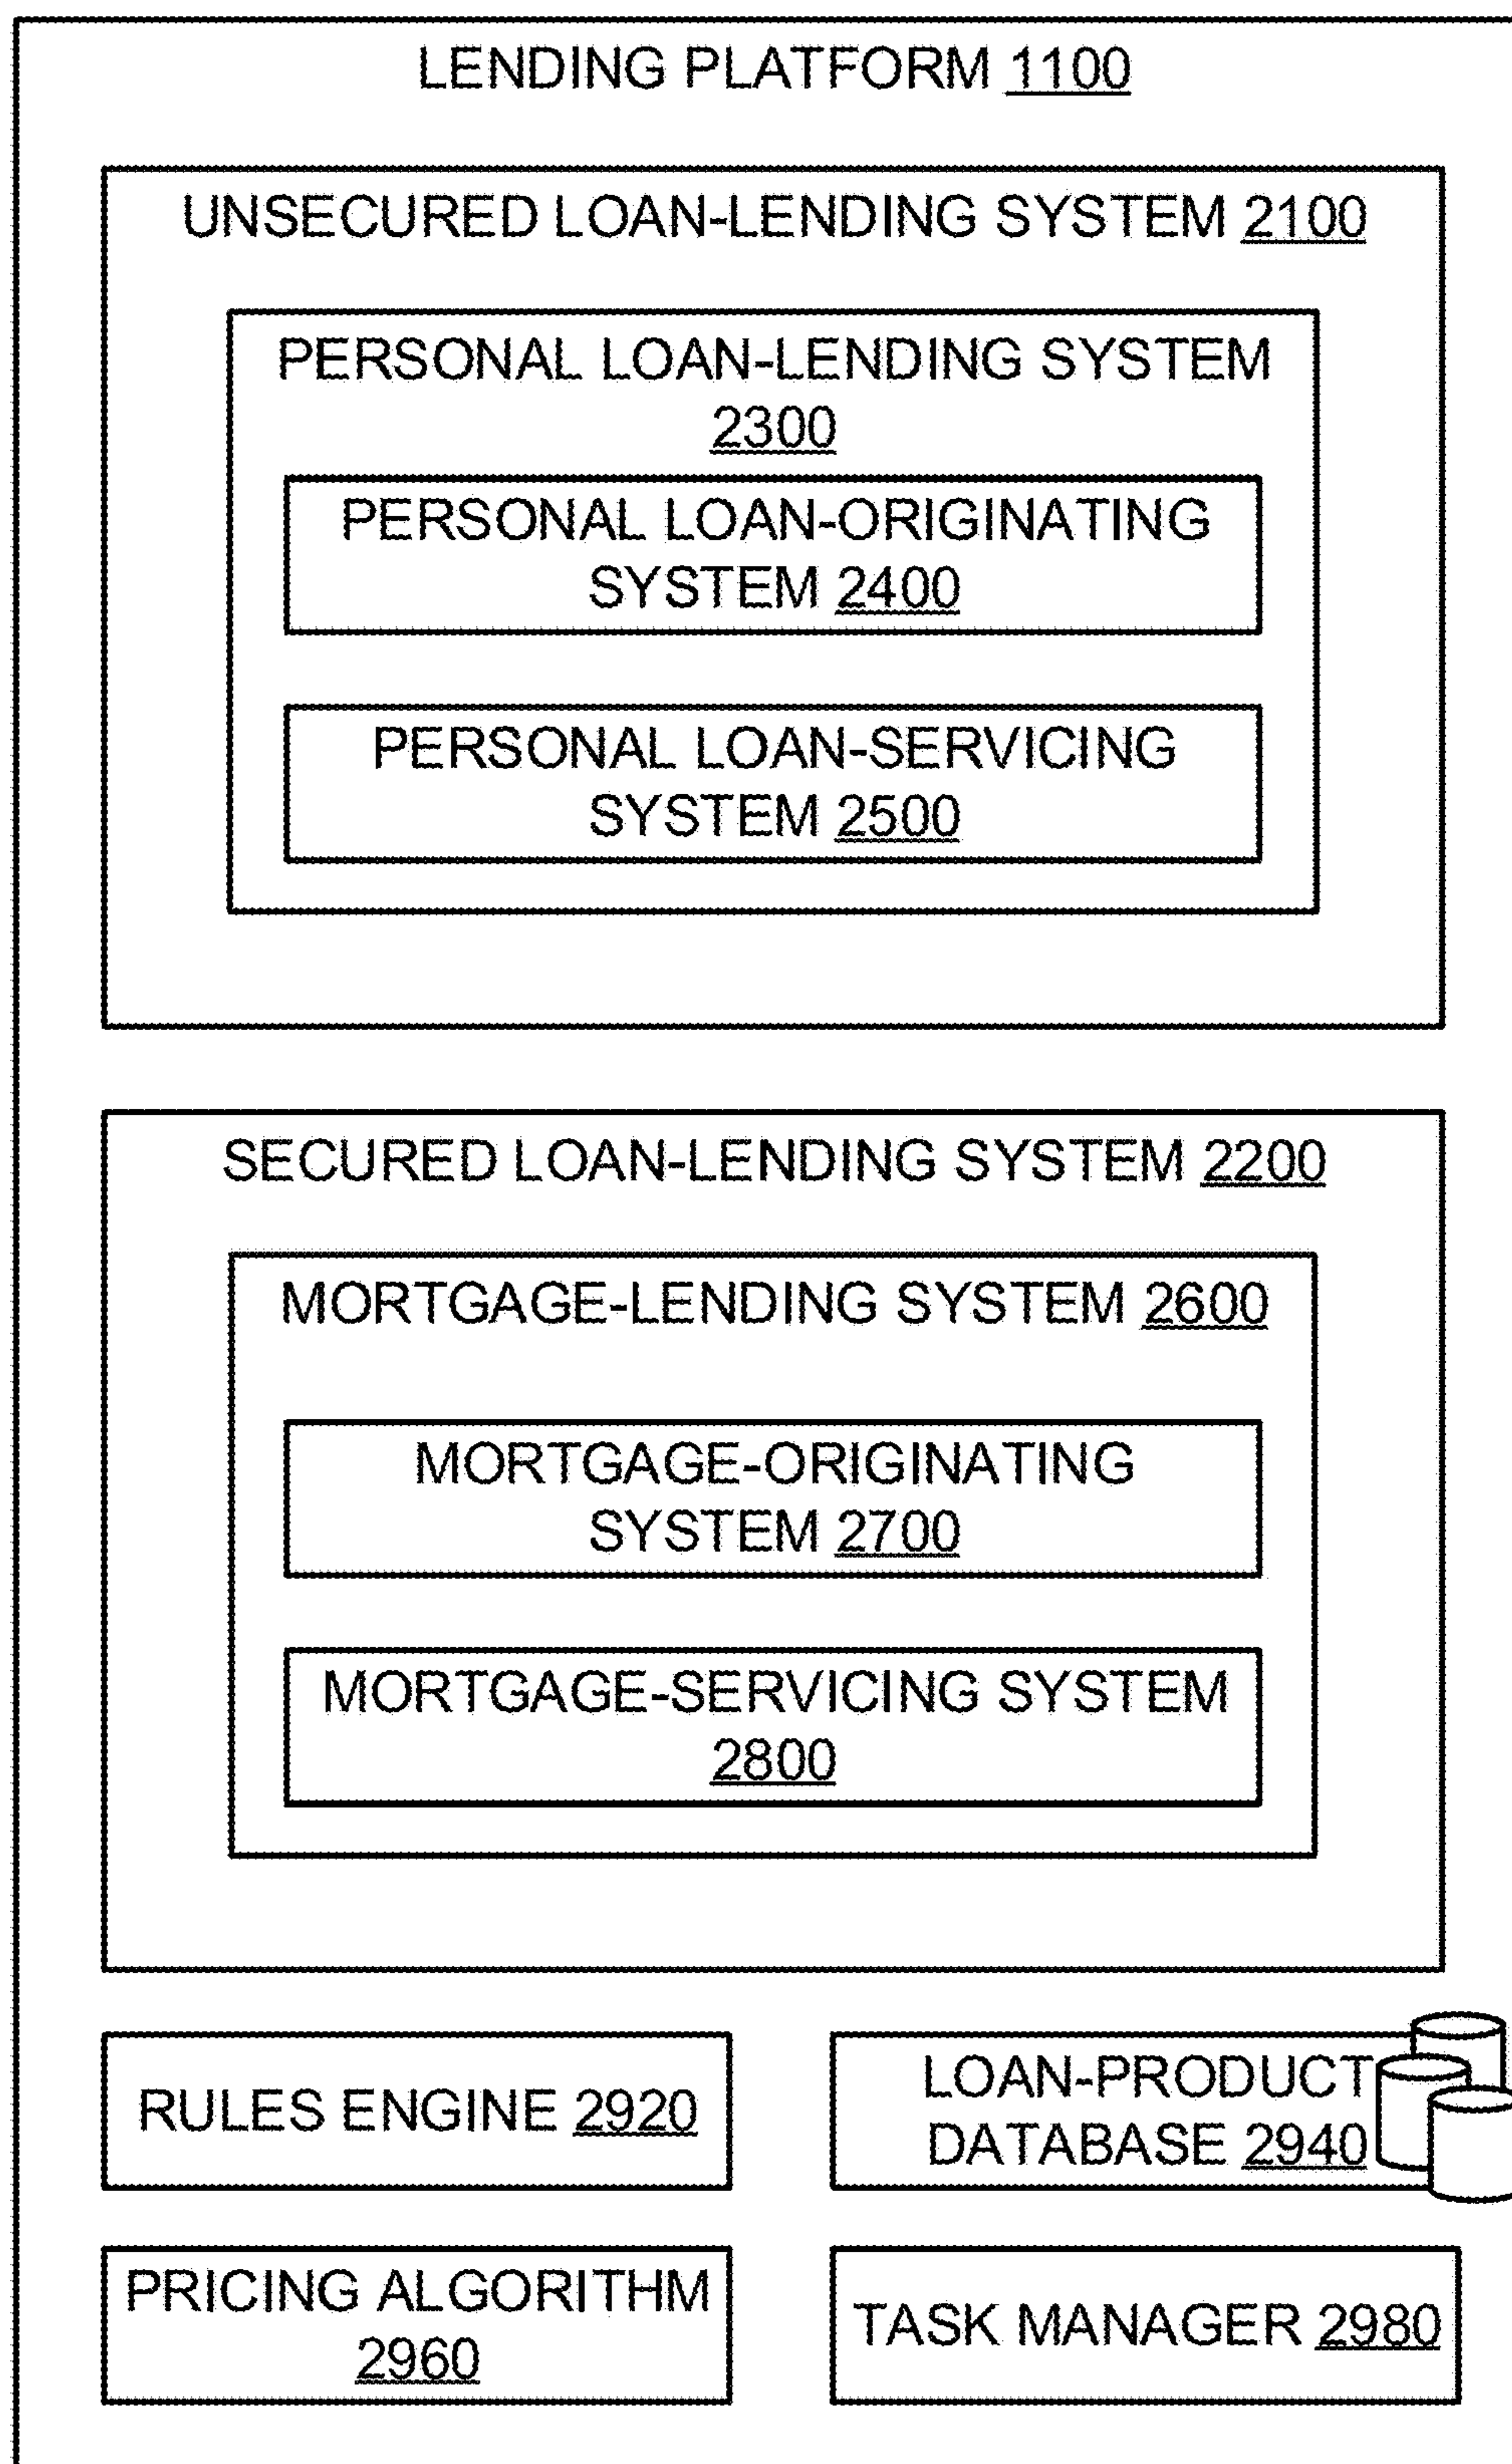 LENDING PLATFORM 1100
UNSECURED LOAN-LENDING SYSTEM 2100
PERSONAL LOAN-LENDING SYSTEM
2300
PERSONAL LOAN-ORIGINATING
SYSTEM 2400
PERSONAL LOAN-SERVICING
SYSTEM 2500
SECURED LOAN-LENDING SYSTEM 2200
MORTGAGE-LENDING SYSTEM 2600
MORTGAGE-ORIGINATING
SYSTEM 2700
MORTGAGE-SERVICING SYSTEM
2800
RULES ENGINE 2920
LOAN-PRODUCT
DATABASE 2940
PRICING ALGORITHM
2960
TASK MANAGER 2980